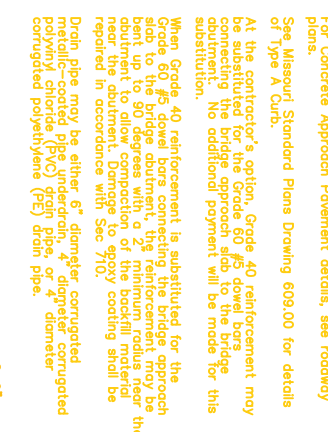 for Concrete Approach Pavement details, see roadway
plans.
See Missouri Standard Plans Drawing 609.00 for details
of Type A Curb.
At the contractor's option, Grade 40 reinforcement may
be substituted for the Grade 60 #5 dowel bars
connecting the bridge approach slab to the bridge
abutment. No additional payment will be made for this
substitution.
When Grade 40 reinforcement is substituted for the
Grade 60 #5 dowel bars connecting the bridge approach
slab to the bridge abutment, the reinforcement may be
bent up to 90 degrees with a 2" minimum radius near the
abutment to allow compaction of the backfill material
near the abutment. Damage to epoxy coating shall be
repaired in accordance with Sec 710.
Drain pipe may be either 6" diameter corrugated
metallic-coated pipe underdrain, 4" diameter corrugated
polyvinyl chloride (PVC) drain pipe, or 4" diameter
corrugated polyethylene (PE) drain pipe.